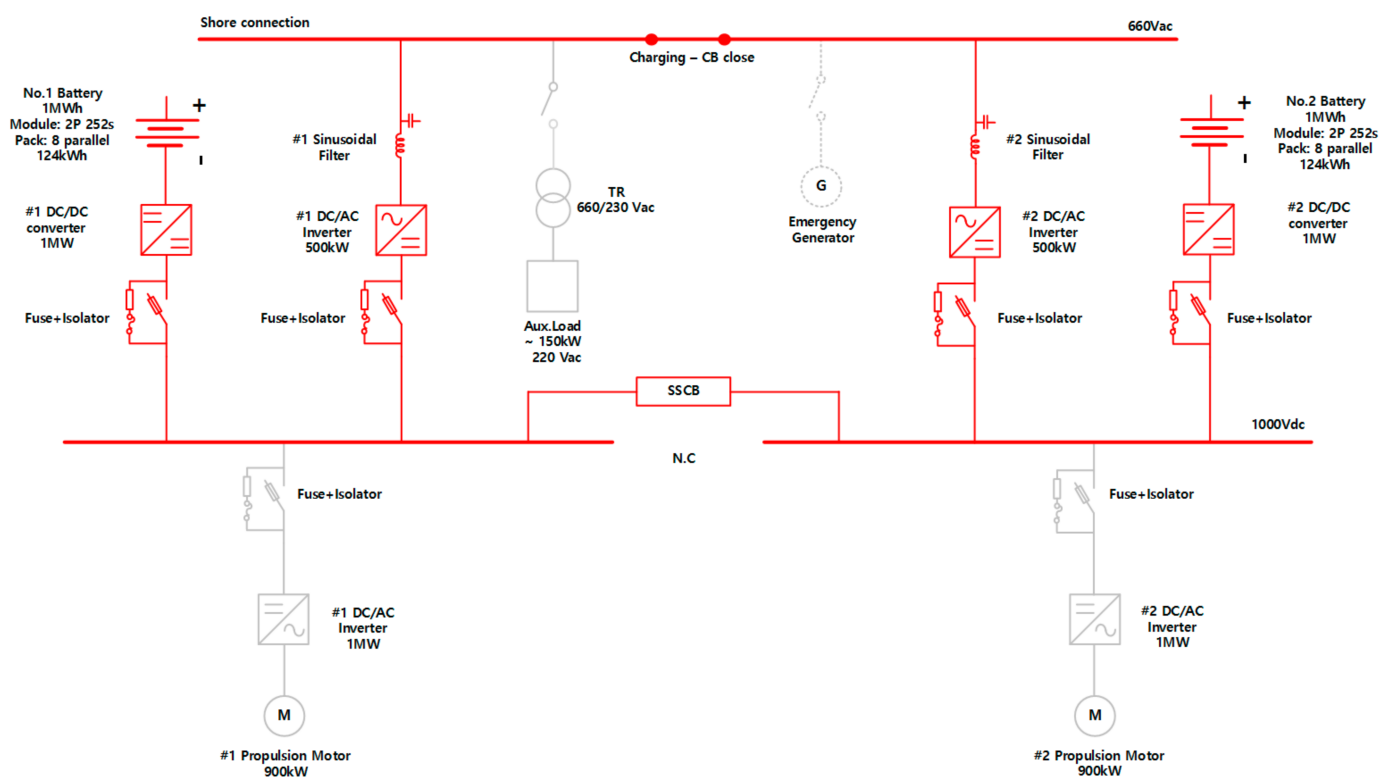 Shore connection
660Vac
Charging – CB close
No.1 Battery
1MWh
Module: 2P 252s
Pack: 8 parallel
124kWh
+
-
#1 Sinusoidal
Filter
#1 DC/DC
converter
1MW
#1 DC/AC
Inverter
500kW
TR
660/230 Vac
Aux.Load
~ 150kW
220 Vac
G
Emergency
Generator
#2 Sinusoidal
Filter
#2 DC/AC
Inverter
500kW
No.2 Battery
1MWh
Module: 2P 252s
Pack: 8 parallel
124kWh
+
-
#2 DC/DC
converter
1MW
Fuse+Isolator
Fuse+Isolator
Fuse+Isolator
Fuse+Isolator
SSCB
1000Vdc
N.C
Fuse+Isolator
Fuse+Isolator
#1 DC/AC
Inverter
1MW
#2 DC/AC
Inverter
1MW
M
#1 Propulsion Motor
900kW
M
#2 Propulsion Motor
900kW